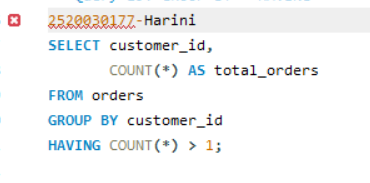 2520030177-Harini
SELECT customer_id,
COUNT(*) AS total_orders
FROM orders
GROUP BY customer_id
HAVING COUNT(*) > 1;